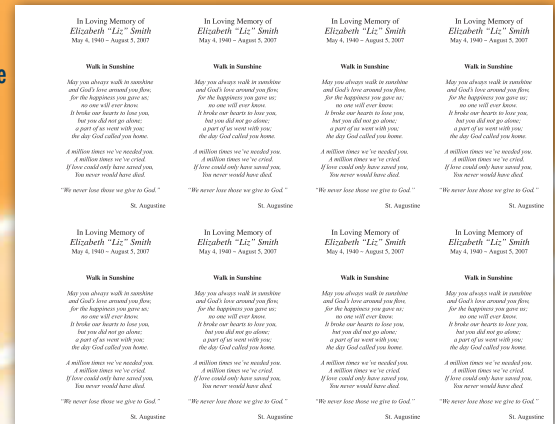 e
In Loving Memory of
Elizabeth “Liz” Smith
May 4, 1940 ~ August 5, 2007
Walk in Sunshine
May you always walk in sunshine
and God's love around you flow,
for the happiness you gave us;
no one will ever know.
It broke our hearts to lose you,
but you did not go alone;
a part of us went with you;
the day God called you home.
A million times we've needed you.
A million times we've cried.
If love could only have saved you,
You never would have died.
“We never lose those we give to God.”
St. Augustine
In Loving Memory of
Elizabeth “Liz” Smith
May 4, 1940 ~ August 5, 2007
Walk in Sunshine
May you always walk in sunshine
and God's love around you flow,
for the happiness you gave us;
no one will ever know.
It broke our hearts to lose you,
but you did not go alone;
a part of us went with you;
the day God called you home.
A million times we've needed you.
A million times we've cried.
If love could only have saved you,
You never would have died.
“We never lose those we give to God.”
St. Augustine
In Loving Memory of
Elizabeth “Liz” Smith
May 4, 1940 ~ August 5, 2007
Walk in Sunshine
May you always walk in sunshine
and God's love around you flow,
for the happiness you gave us;
no one will ever know.
It broke our hearts to lose you,
but you did not go alone;
a part of us went with you;
the day God called you home.
A million times we've needed you.
A million times we've cried.
If love could only have saved you,
You never would have died.
“We never lose those we give to God.”
St. Augustine
In Loving Memory of
Elizabeth “Liz” Smith
May 4, 1940 ~ August 5, 2007
Walk in Sunshine
May you always walk in sunshine
and God's love around you flow,
for the happiness you gave us;
no one will ever know.
It broke our hearts to lose you,
but you did not go alone;
a part of us went with you;
the day God called you home.
A million times we've needed you.
A million times we've cried.
If love could only have saved you,
You never would have died.
“We never lose those we give to God.”
St. Augustine
In Loving Memory of
Elizabeth “Liz” Smith
May 4, 1940 ~ August 5, 2007
Walk in Sunshine
May you always walk in sunshine
and God's love around you flow,
for the happiness you gave us;
no one will ever know.
It broke our hearts to lose you,
but you did not go alone;
a part of us went with you;
the day God called you home.
A million times we've needed you.
A million times we've cried.
If love could only have saved you,
You never would have died.
“We never lose those we give to God.”
St. Augustine
In Loving Memory of
Elizabeth “Liz” Smith
May 4, 1940 ~ August 5, 2007
Walk in Sunshine
May you always walk in sunshine
and God's love around you flow,
for the happiness you gave us;
no one will ever know.
It broke our hearts to lose you,
but you did not go alone;
a part of us went with you;
the day God called you home.
A million times we've needed you.
A million times we've cried.
If love could only have saved you,
You never would have died.
“We never lose those we give to God.”
St. Augustine
In Loving Memory of
Elizabeth “Liz” Smith
May 4, 1940 ~ August 5, 2007
Walk in Sunshine
May you always walk in sunshine
and God's love around you flow,
for the happiness you gave us;
no one will ever know.
It broke our hearts to lose you,
but you did not go alone;
a part of us went with you;
the day God called you home.
A million times we've needed you.
A million times we've cried.
If love could only have saved you,
You never would have died.
“We never lose those we give to God.”
St. Augustine
In Loving Memory of
Elizabeth “Liz” Smith
May 4, 1940 ~ August 5, 2007
Walk in Sunshine
May you always walk in sunshine
and God's love around you flow,
for the happiness you gave us;
no one will ever know.
It broke our hearts to lose you,
but you did not go alone;
a part of us went with you;
the day God called you home.
A million times we've needed you.
A million times we've cried.
If love could only have saved you,
You never would have died.
“We never lose those we give to God.”
St. Augustine